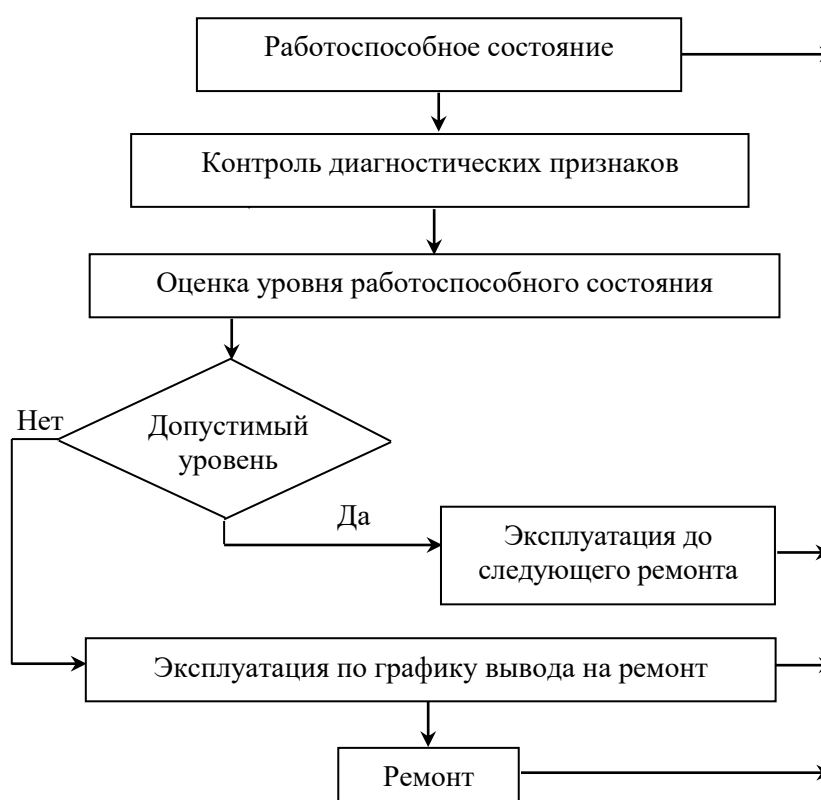 Работоспособное состояние
Контроль диагностических признаков
Оценка уровня работоспособного состояния
Нет
Допустимый
уровень
Да
Эксплуатация до
следующего ремонта
Эксплуатация по графику вывода на ремонт
Ремонт